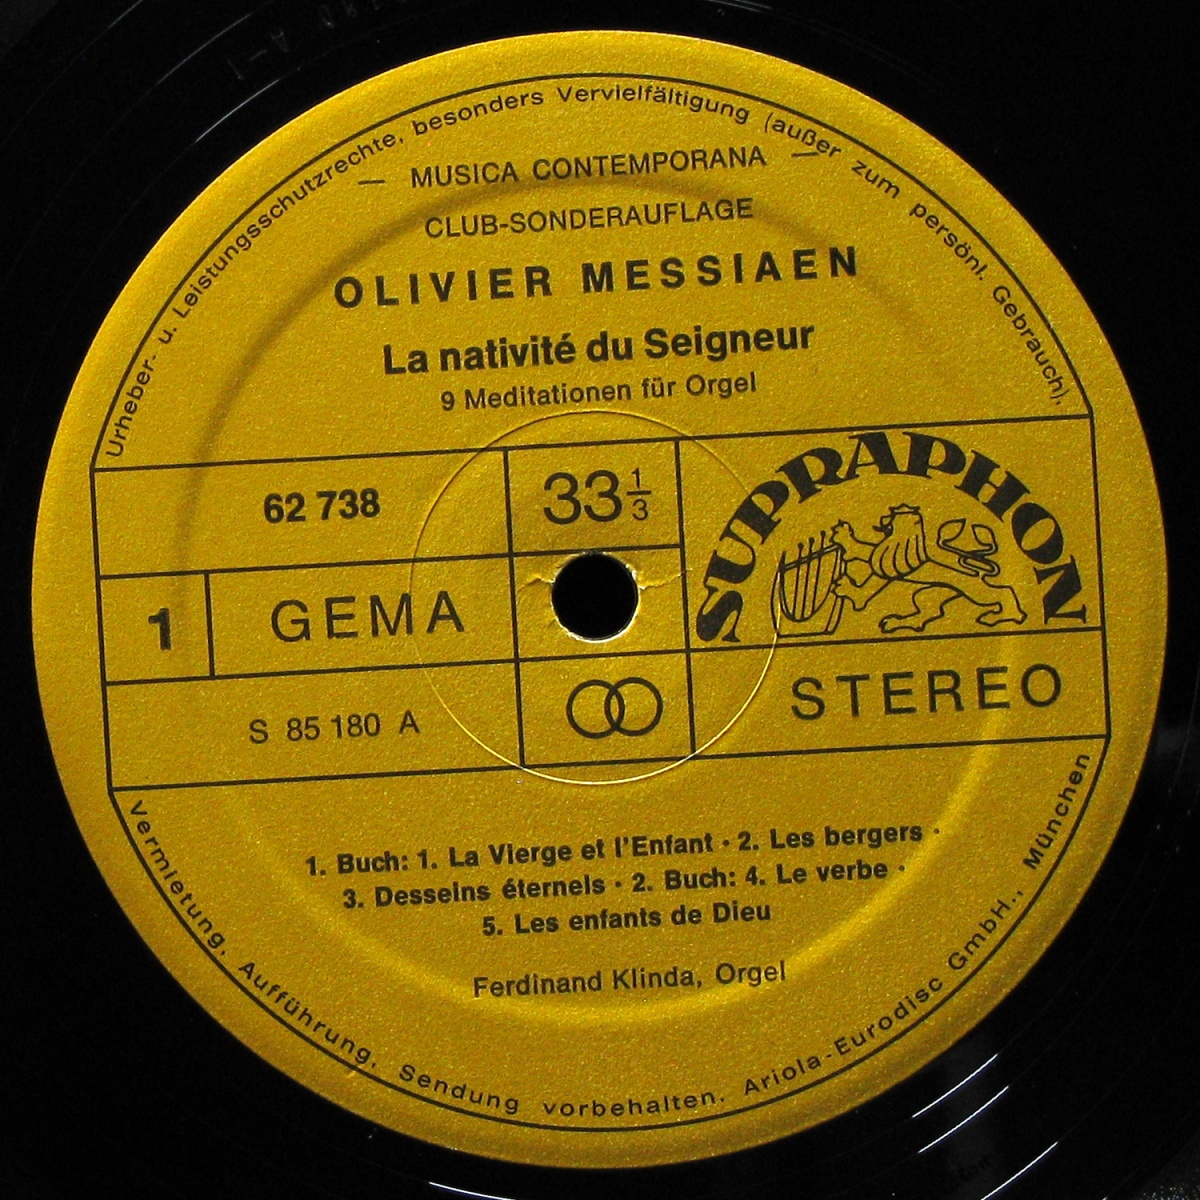 Urheber- u. Leistungsschutzrechte, besonders Vervielfältigung (außer zum persönl. Gebrauch),
— MUSICA CONTEMPORANA —
CLUB-SONDERAUFLAGE
OLIVIER MESSIAEN
La nativité du Seigneur
9 Meditationen für Orgel
62 738
33 1/3
SUPRAPHON
1
GEMA
S 85 180 A
STEREO
1. Buch: 1. La Vierge et l'Enfant · 2. Les bergers ·
3. Desseins éternels · 2. Buch: 4. Le verbe ·
5. Les enfants de Dieu
Ferdinand Klinda, Orgel
Vermietung, Aufführung, Sendung vorbehalten. Ariola-Eurodisc GmbH., München